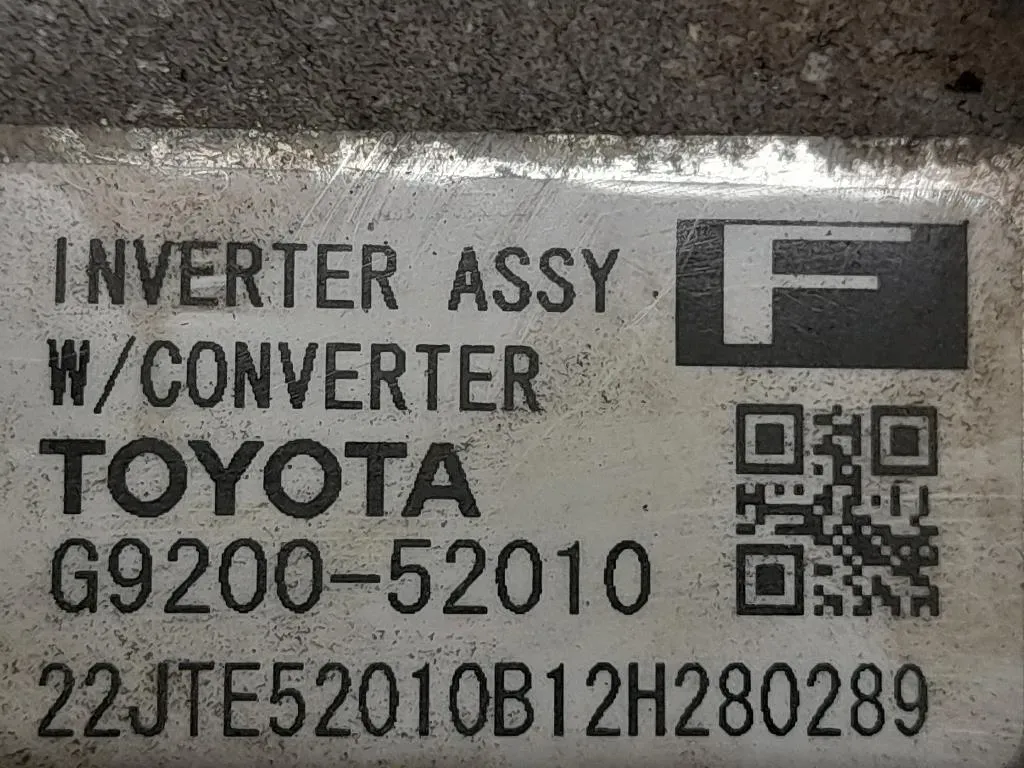 INVERTER ASSY
F
W/CONVERTER
TOYOTA
G9200-52010
22JTE52010B12H280289